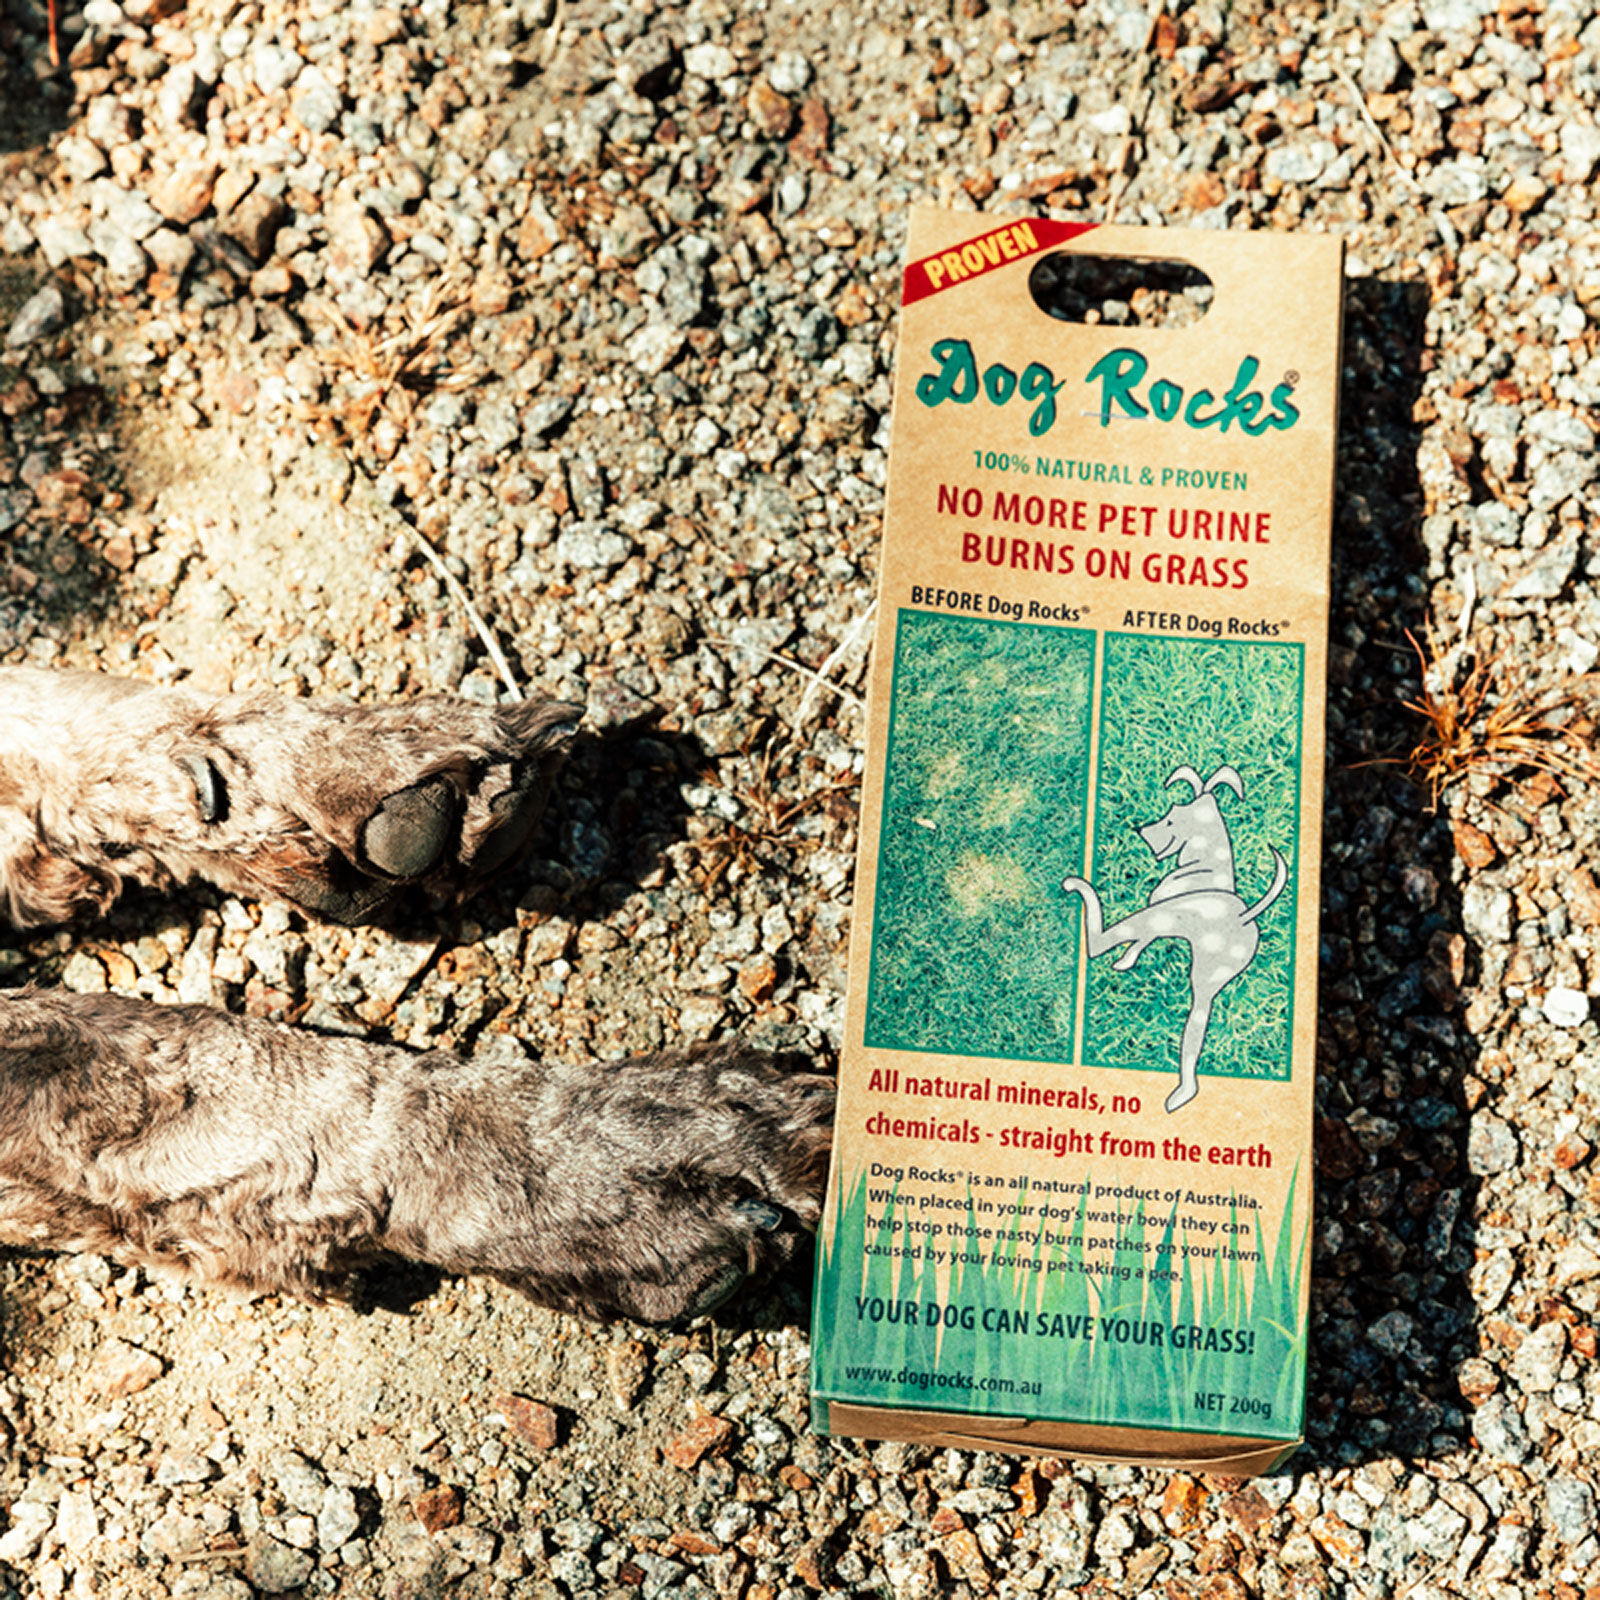 PROVEN
Dog Rocks®
100% NATURAL & PROVEN
NO MORE PET URINE
BURNS ON GRASS
BEFORE Dog Rocks®
AFTER Dog Rocks®
All natural minerals, no
chemicals - straight from the earth
Dog Rocks® is an all natural product of Australia.
When placed in your dog's water bowl they can
help stop those nasty burn patches on your lawn
caused by your loving pet taking a pee.
YOUR DOG CAN SAVE YOUR GRASS!
www.dogrocks.com.au
NET 200g